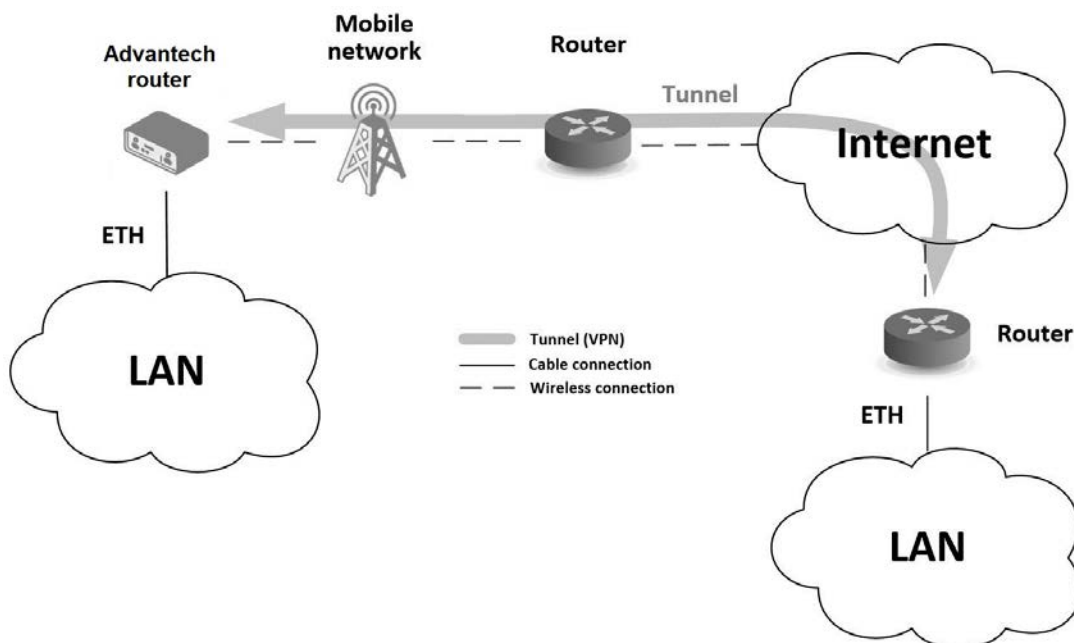 Mobile
network
Router
Advantech
router
Tunnel
Internet
ETH
LAN
Tunnel (VPN)
Cable connection
Wireless connection
Router
ETH
LAN